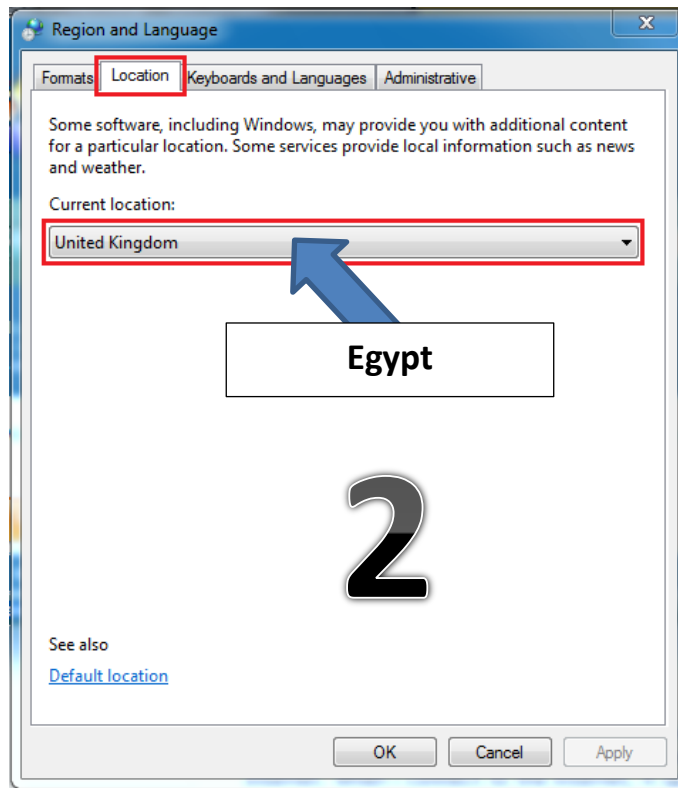 Region and Language
X
Formats Location Keyboards and Languages Administrative
Some software, including Windows, may provide you with additional content
for a particular location. Some services provide local information such as news
and weather.
Current location:
United Kingdom
Egypt
2
See also
Default location
OK Cancel Apply